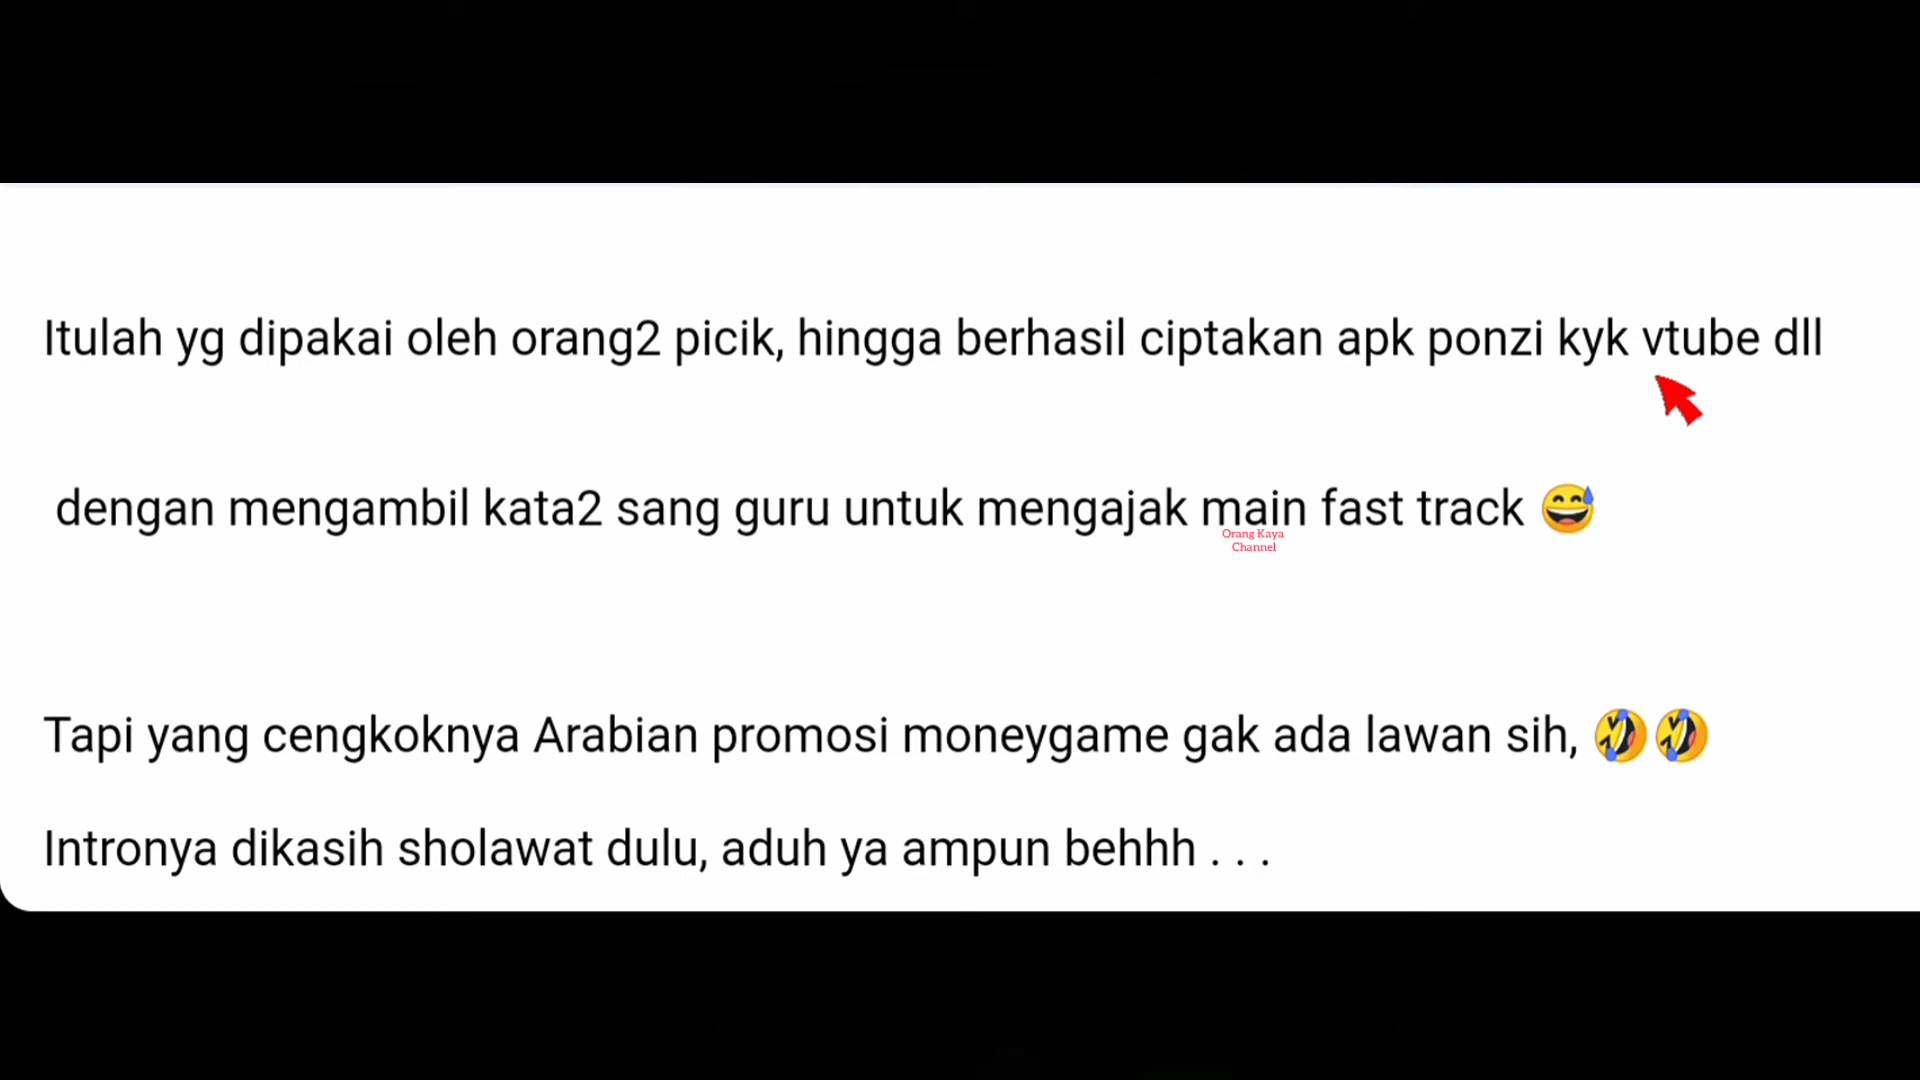 Itulah yg dipakai oleh orang2 picik, hingga berhasil ciptakan apk ponzi kyk vtube dll
dengan mengambil kata2 sang guru untuk mengajak main fast track 😅
Orang Kaya
Channel
Tapi yang cengkoknya Arabian promosi moneygame gak ada lawan sih, 🤣🤣
Intronya dikasih sholawat dulu, aduh ya ampun behhh . . .